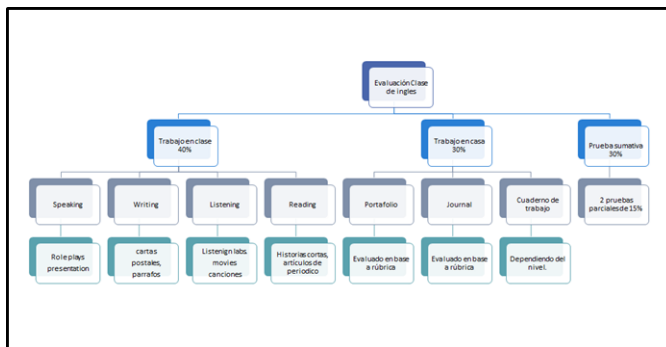 Evaluación Clase
de ingles
Trabajo en clase
40%
Trabajo en casa
30%
Prueba sumativa
30%
Speaking
Writing
Listening
Reading
Portafolio
Journal
Cuaderno de
trabajo
2 pruebas
parciales de 15%
Role plays
presentation
cartas
postales,
parrafos
Listenign labs.
movies
canciones
Historias cortas,
artículos de
periodico
Evaluado en base
a rúbrica
Evaluado en base
a rúbrica
Dependiendo del
nivel.